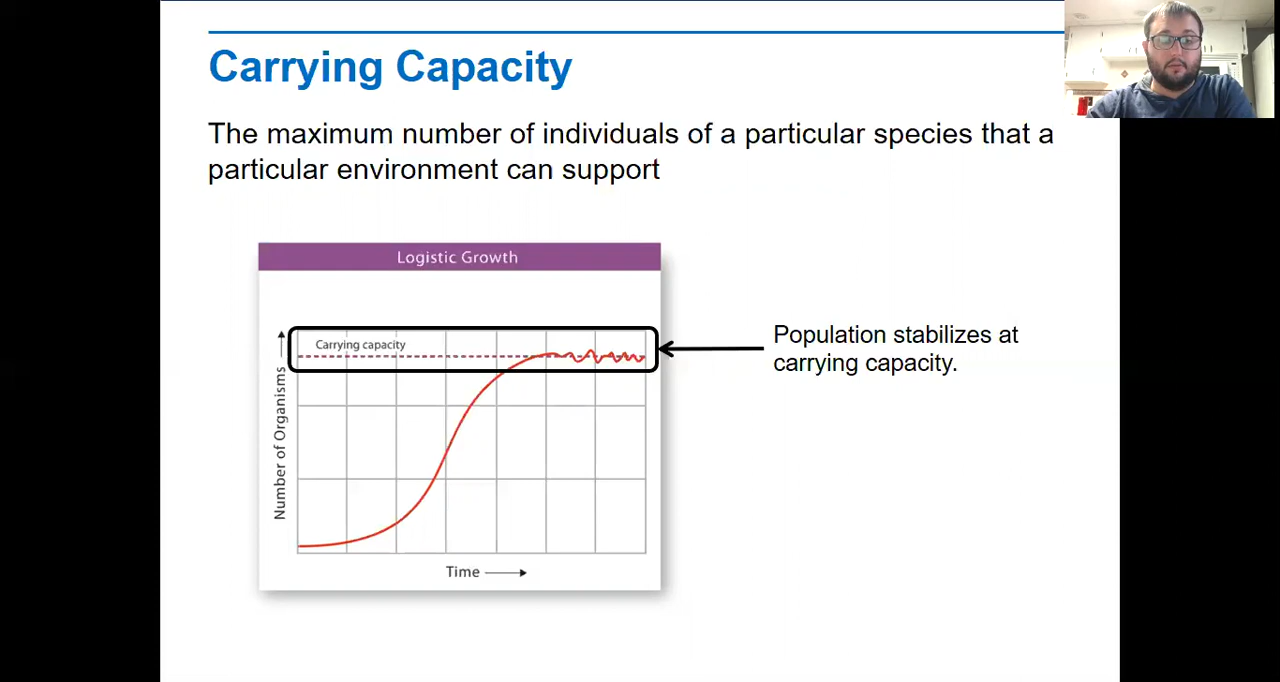 Carrying Capacity
The maximum number of individuals of a particular species that a
particular environment can support
Logistic Growth
Carrying capacity
Number of Organisms
Time
Population stabilizes at
carrying capacity.